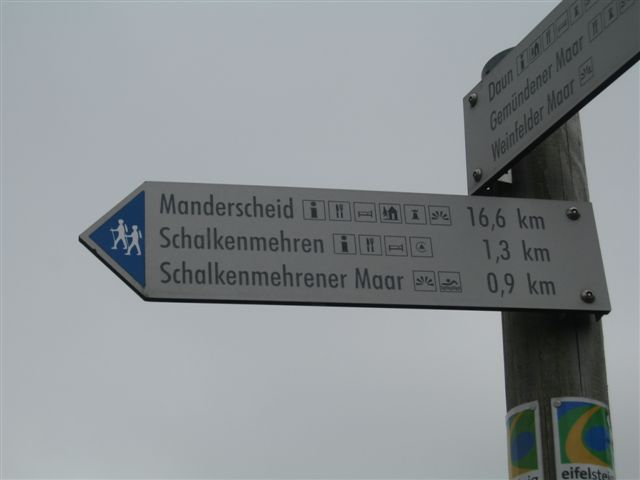 Daun
Gemündener Maar
Weinfelder Maar
Manderscheid 16,6 km
Schalkenmehren 1,3 km
Schalkenmehrener Maar 0,9 km
eifelstei